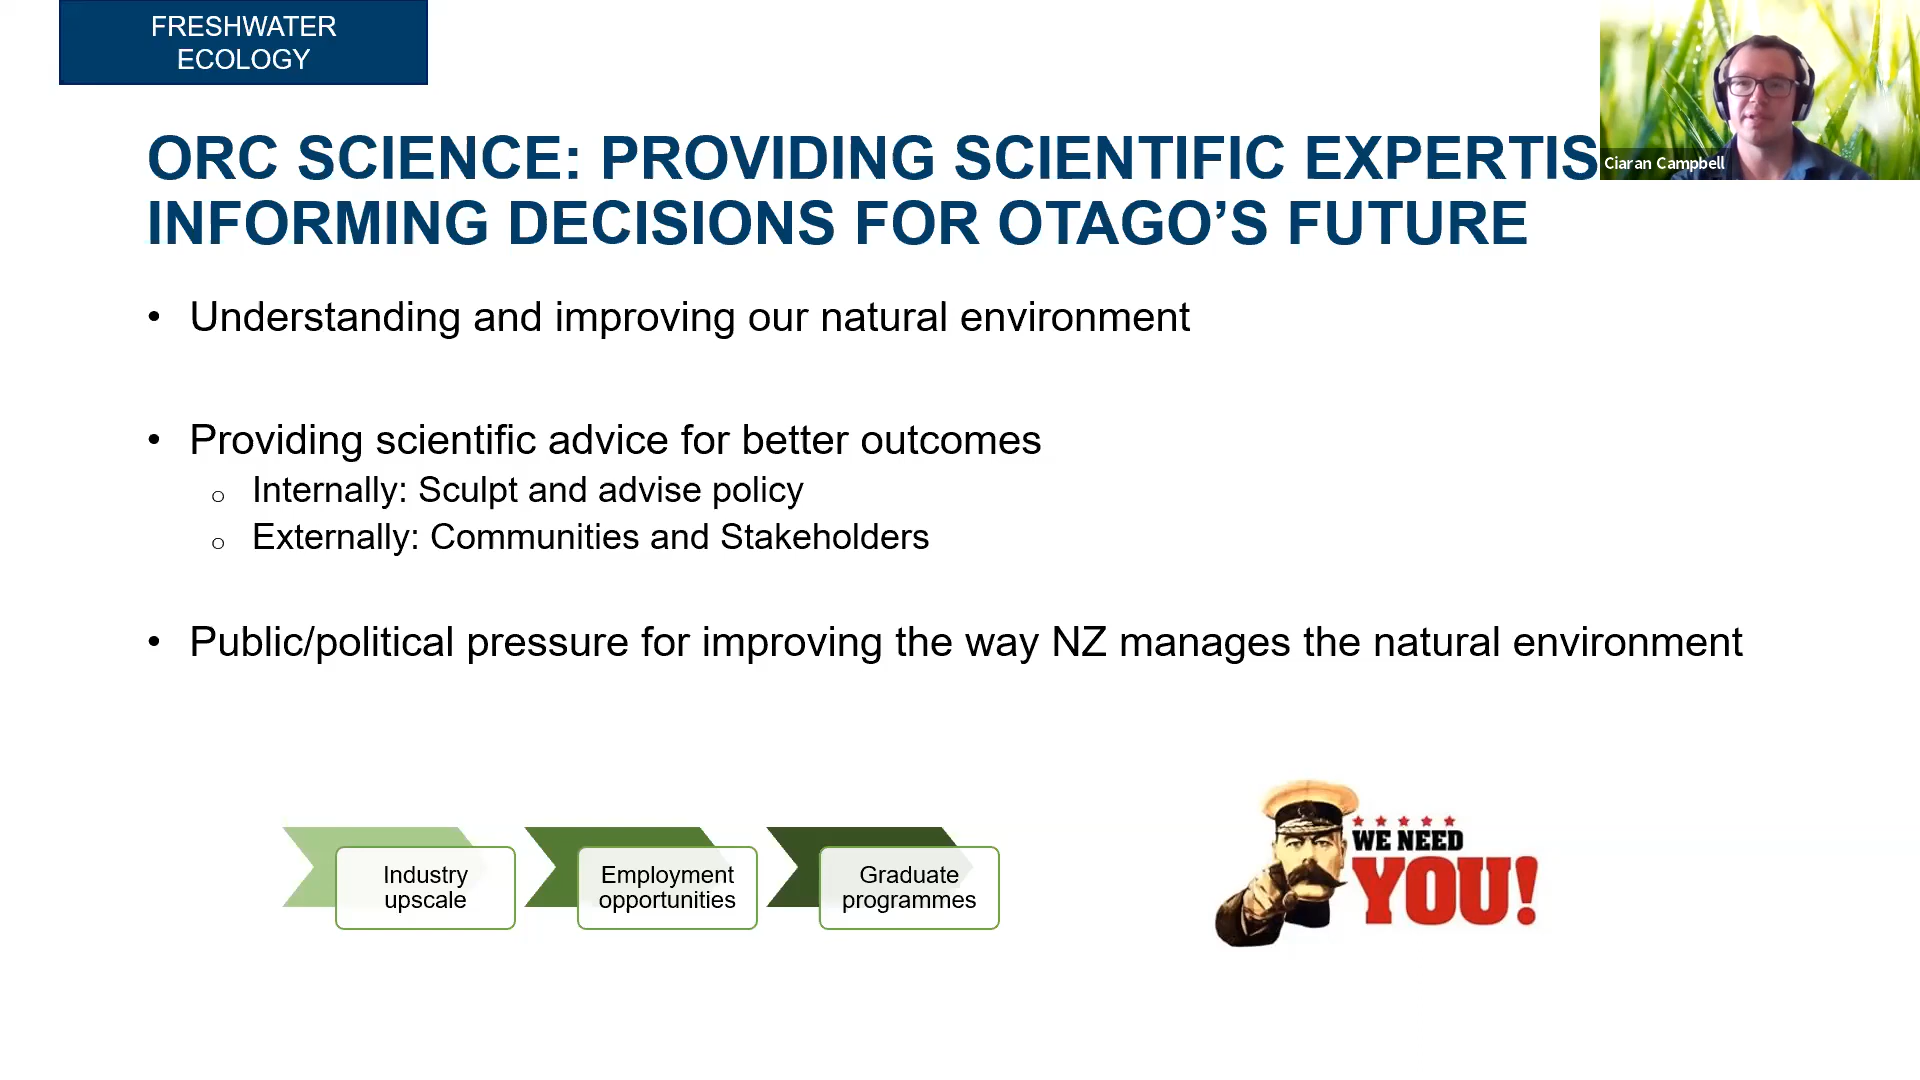 FRESHWATER
ECOLOGY
ORC SCIENCE: PROVIDING SCIENTIFIC EXPERTIS
INFORMING DECISIONS FOR OTAGO’S FUTURE
Ciaran Campbell
• Understanding and improving our natural environment
• Providing scientific advice for better outcomes
o Internally: Sculpt and advise policy
o Externally: Communities and Stakeholders
• Public/political pressure for improving the way NZ manages the natural environment
Industry
upscale
Employment
opportunities
Graduate
programmes
WE NEED
YOU!